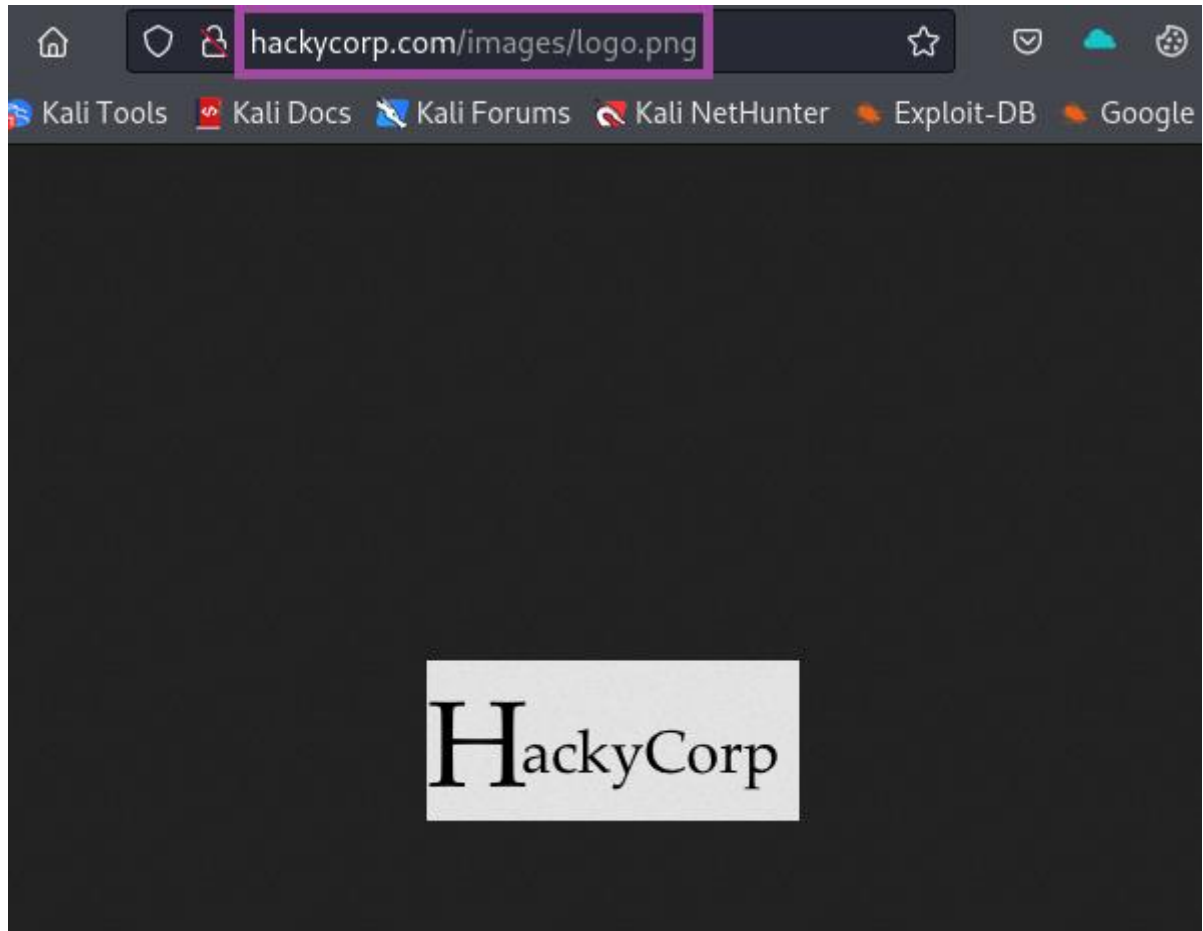 hackycorp.com/images/logo.png
Kali Tools Kali Docs Kali Forums Kali NetHunter Exploit-DB Google
HackyCorp